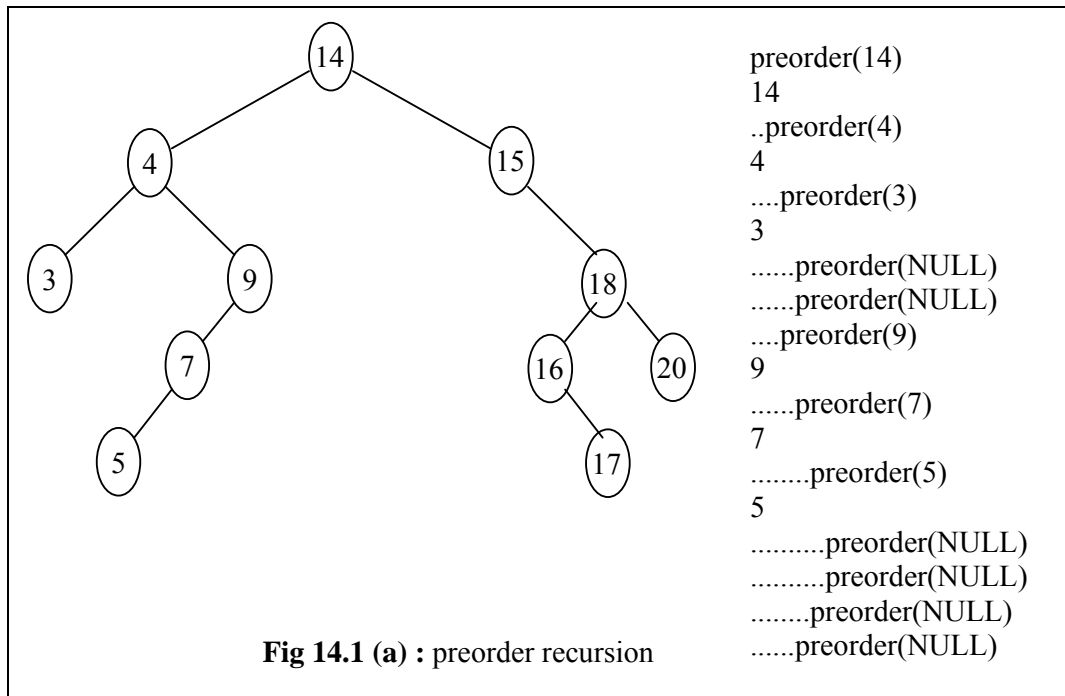 14
4
15
3
9
18
7
16
20
5
17
preorder(14)
14
..preorder(4)
4
....preorder(3)
3
......preorder(NULL)
......preorder(NULL)
....preorder(9)
9
......preorder(7)
7
........preorder(5)
5
..........preorder(NULL)
..........preorder(NULL)
........preorder(NULL)
......preorder(NULL)
Fig 14.1 (a) : preorder recursion